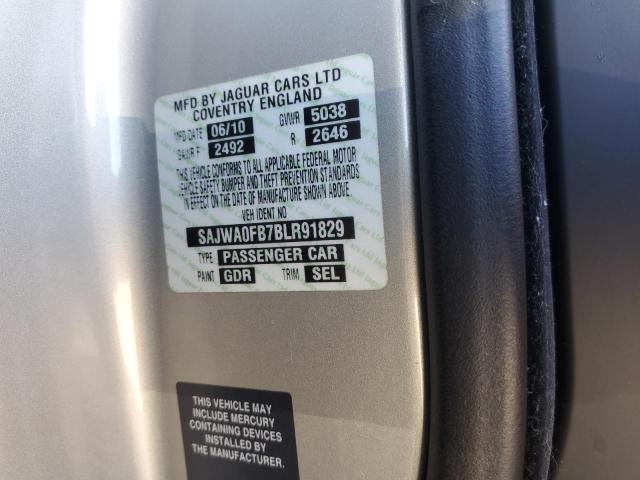 MFD BY JAGUAR CARS LTD
COVENTRY ENGLAND
MFD DATE 06/10 GVWR 5038
GAWR F 2492 R 2646
THIS VEHICLE CONFORMS TO ALL APPLICABLE FEDERAL MOTOR
VEHICLE SAFETY BUMPER AND THEFT PREVENTION STANDARDS
IN EFFECT ON THE DATE OF MANUFACTURE SHOWN ABOVE.
VEH IDENT NO
SAJWA0FB7BLR91829
TYPE PASSENGER CAR
PAINT GDR TRIM SEL
THIS VEHICLE MAY
INCLUDE MERCURY
CONTAINING DEVICES
INSTALLED BY
THE MANUFACTURER.